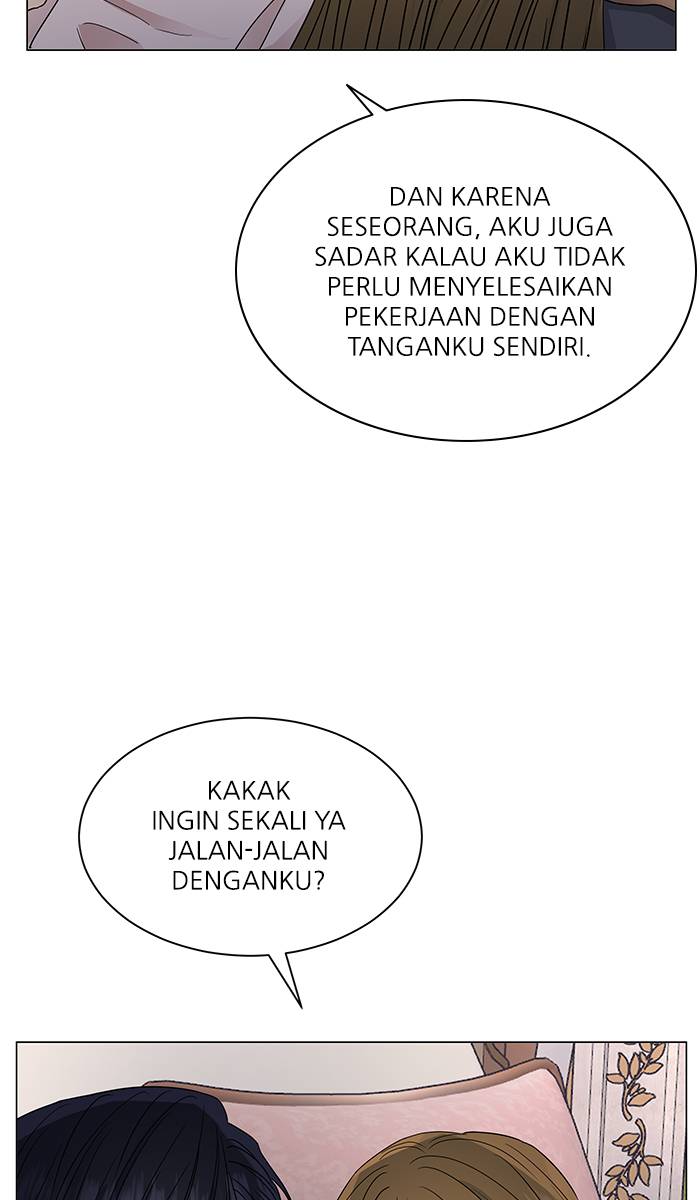 DAN KARENA
SESEORANG, AKU JUGA
SADAR KALAU AKU TIDAK
PERLU MENYELESAIKAN
PEKERJAAN DENGAN
TANGANKU SENDIRI.
KAKAK
INGIN SEKALI YA
JALAN-JALAN
DENGANKU?